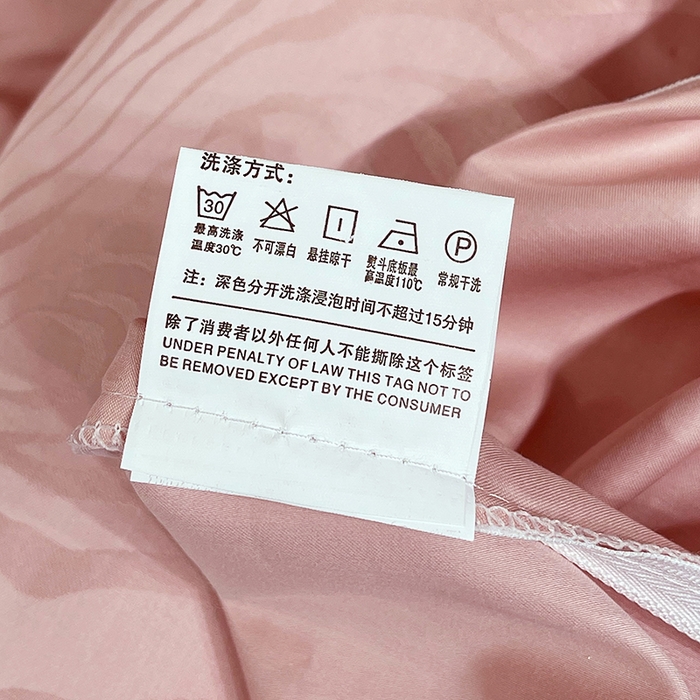 洗涤方式：
30 P
最高洗涤 不可漂白 悬挂晾干 熨斗底板最 常规干洗
温度30℃ 高温度110℃
注：深色分开洗涤浸泡时间不超过15分钟
除了消费者以外任何人不能撕除这个标签
UNDER PENALTY OF LAW THIS TAG NOT TO
BE REMOVED EXCEPT BY THE CONSUMER